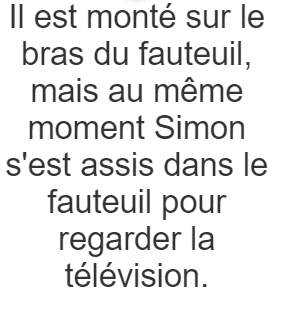 Il est monté sur le
bras du fauteuil,
mais au même
moment Simon
s'est assis dans le
fauteuil pour
regarder la
télévision.